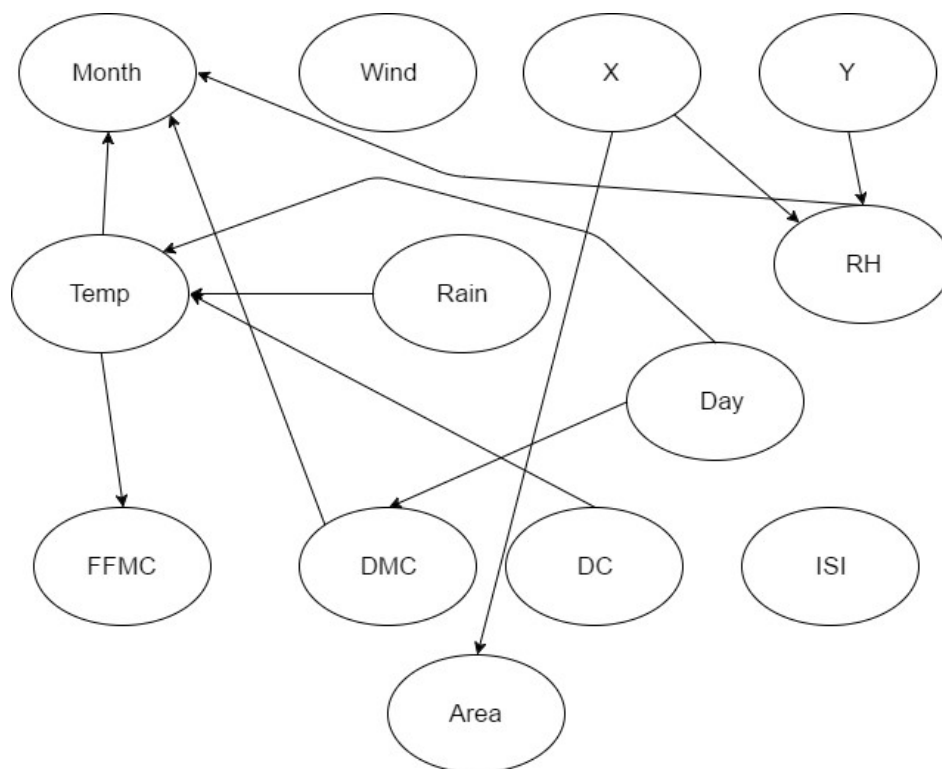 Month
Wind
X
Y
Temp
Rain
RH
Day
FFMC
DMC
DC
ISI
Area